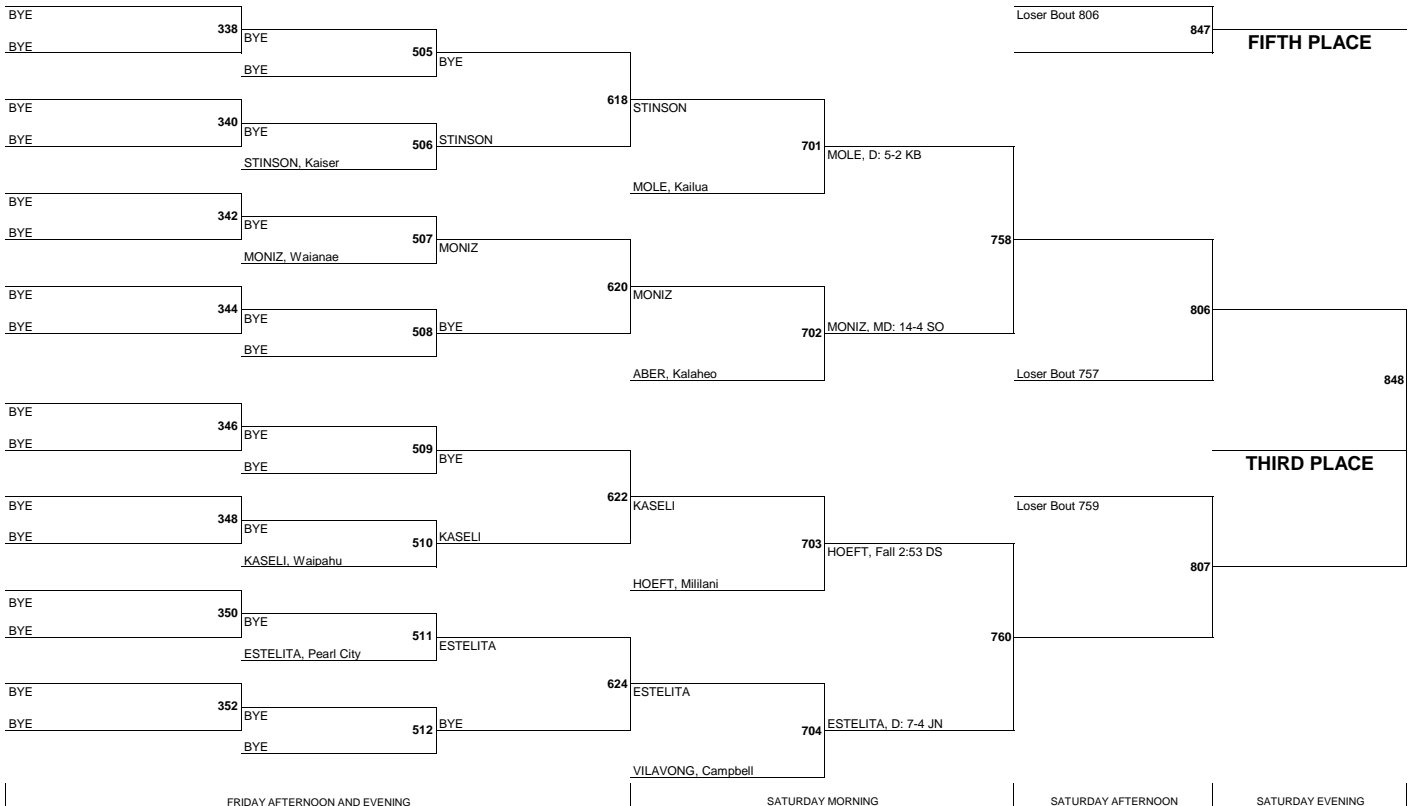 BYE
338
BYE
BYE
505
BYE
BYE
BYE
340
BYE
BYE
506
STINSON
STINSON, Kaiser
618
STINSON
701
MOLE, D: 5-2 KB
MOLE, Kailua
BYE
342
BYE
BYE
507
MONIZ
MONIZ, Waianae
758
BYE
344
BYE
BYE
508
BYE
BYE
620
MONIZ
702
MONIZ, MD: 14-4 SO
ABER, Kalaheo
806
Loser Bout 757
848
BYE
346
BYE
BYE
509
BYE
BYE
THIRD PLACE
BYE
348
BYE
BYE
510
KASELI
KASELI, Waipahu
622
KASELI
703
HOEFT, Fall 2:53 DS
HOEFT, Mililani
Loser Bout 759
807
BYE
350
BYE
BYE
511
ESTELITA
ESTELITA, Pearl City
760
BYE
352
BYE
BYE
512
BYE
BYE
624
ESTELITA
704
ESTELITA, D: 7-4 JN
VILAVONG, Campbell
Loser Bout 806
847
FIFTH PLACE
FRIDAY AFTERNOON AND EVENING
SATURDAY MORNING
SATURDAY AFTERNOON
SATURDAY EVENING